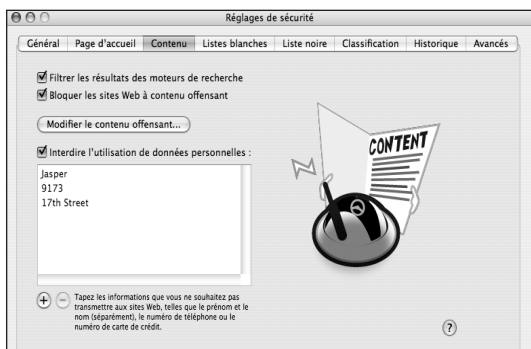 Réglages de sécurité
Général Page d'accueil Contenu Listes blanches Liste noire Classification Historique Avancés
Filtrer les résultats des moteurs de recherche
Bloquer les sites Web à contenu offensant
Modifier le contenu offensant...
CONTENT
Interdire l'utilisation de données personnelles :
Jasper
9173
17th Street
Tapez les informations que vous ne souhaitez pas
transmettre aux sites Web, telles que le prénom et le
nom (séparément), le numéro de téléphone ou le
numéro de carte de crédit.
?